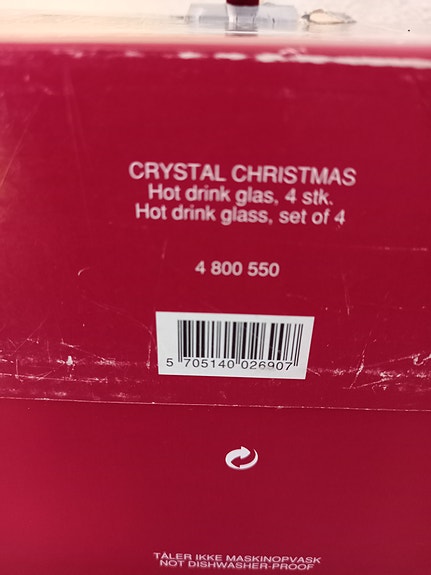 CRYSTAL CHRISTMAS
Hot drink glas, 4 stk.
Hot drink glass, set of 4
4 800 550
5 705140 026907
TÅLER IKKE MASKINOPVASK
NOT DISHWASHER-PROOF